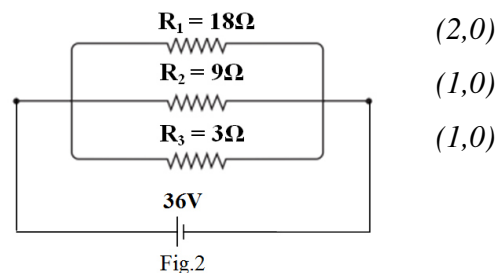 R₁ = 18Ω (2,0)
R₂ = 9Ω (1,0)
R₃ = 3Ω (1,0)
36V
Fig.2